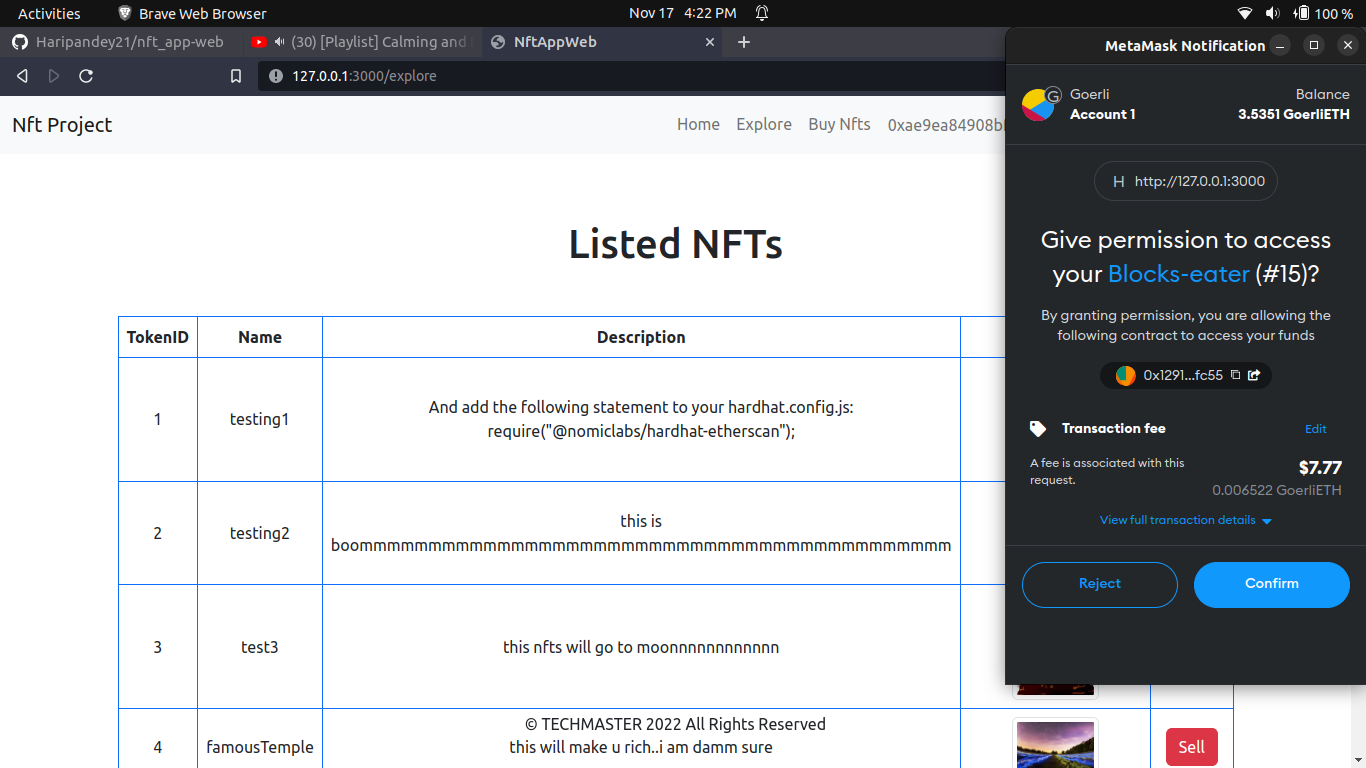 Activities Brave Web Browser Nov 17 4:22 PM 100 %
Haripandey21/nft_app-web (30) [Playlist] Calming and NftAppWeb
127.0.0.1:3000/explore
Nft Project Home Explore Buy Nfts 0xae9ea84908b
Listed NFTs
TokenID Name Description
1 testing1 And add the following statement to your hardhat.config.js:
require("@nomiclabs/hardhat-etherscan");
2 testing2 this is
boommmmmmmmmmmmmmmmmmmmmmmmmmmmmmmmmmmmmmmmmmm
3 test3 this nfts will go to moonnnnnnnnnnnn
© TECHMASTER 2022 All Rights Reserved
4 famousTemple this will make u rich..i am damm sure Sell
MetaMask Notification
Goerli Balance
Account 1 3.5351 GoerliETH
G
H http://127.0.0.1:3000
Give permission to access
your Blocks-eater (#15)?
By granting permission, you are allowing the
following contract to access your funds
0x1291...fc55
Transaction fee Edit
A fee is associated with this
request.
$7.77
0.006522 GoerliETH
View full transaction details
Reject Confirm